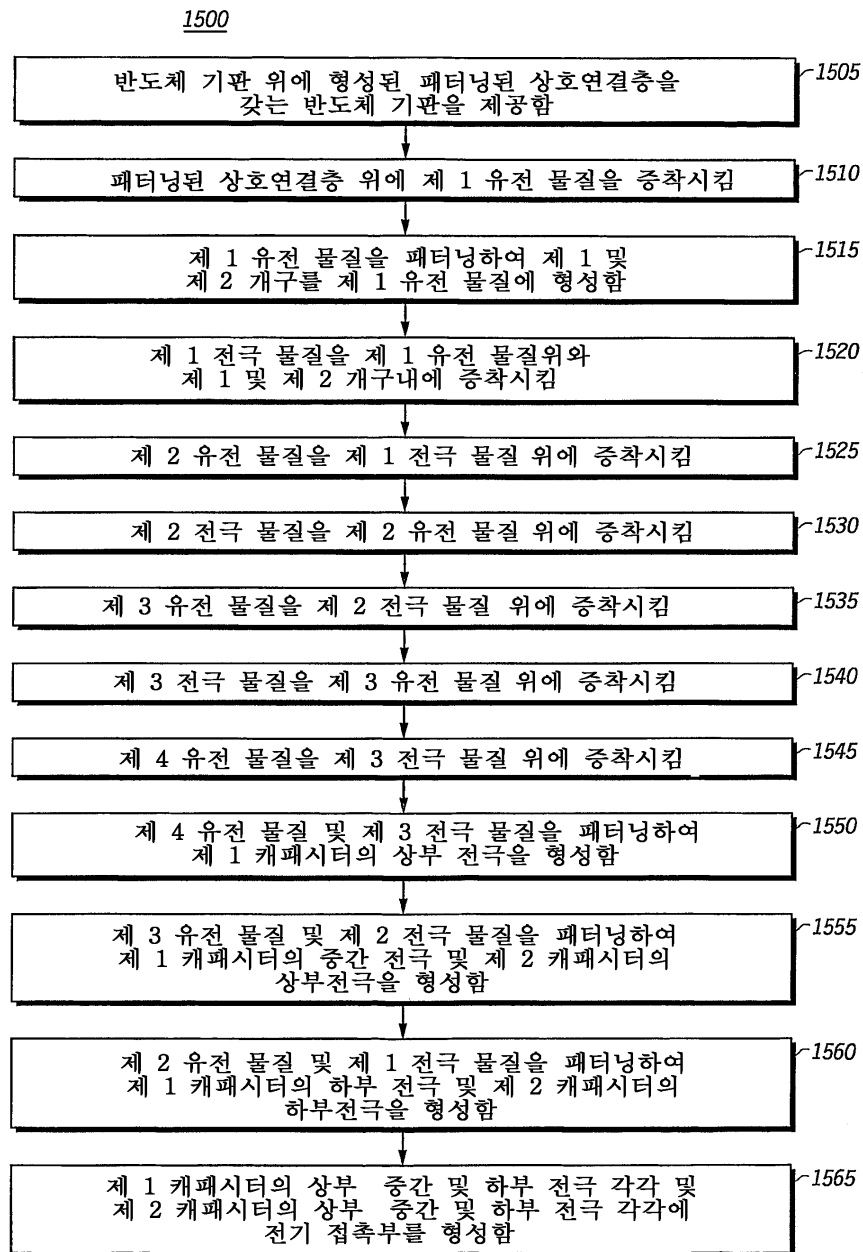 1500
반도체 기판 위에 형성된 패터닝된 상호연결층을
갖는 반도체 기판을 제공함
1505
패터닝된 상호연결층 위에 제 1 유전 물질을 증착시킴
1510
제 1 유전 물질을 패터닝하여 제 1 및
제 2 개구를 제 1 유전 물질에 형성함
1515
제 1 전극 물질을 제 1 유전 물질위와
제 1 및 제 2 개구내에 증착시킴
1520
제 2 유전 물질을 제 1 전극 물질 위에 증착시킴
1525
제 2 전극 물질을 제 2 유전 물질 위에 증착시킴
1530
제 3 유전 물질을 제 2 전극 물질 위에 증착시킴
1535
제 3 전극 물질을 제 3 유전 물질 위에 증착시킴
1540
제 4 유전 물질을 제 3 전극 물질 위에 증착시킴
1545
제 4 유전 물질 및 제 3 전극 물질을 패터닝하여
제 1 캐패시터의 상부 전극을 형성함
1550
제 3 유전 물질 및 제 2 전극 물질을 패터닝하여
제 1 캐패시터의 중간 전극 및 제 2 캐패시터의
상부전극을 형성함
1555
제 2 유전 물질 및 제 1 전극 물질을 패터닝하여
제 1 캐패시터의 하부 전극 및 제 2 캐패시터의
하부전극을 형성함
1560
제 1 캐패시터의 상부 중간 및 하부 전극 각각 및
제 2 캐패시터의 상부 중간 및 하부 전극 각각에
전기 접촉부를 형성함
1565